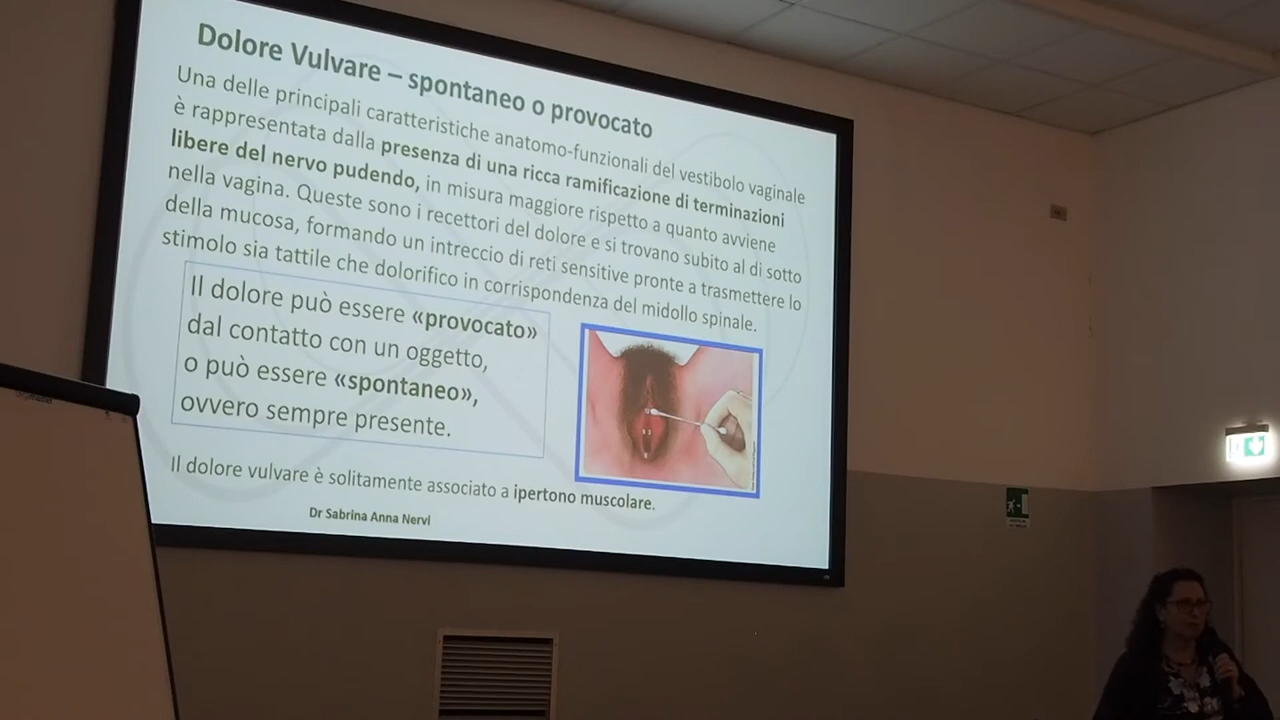 Dolore Vulvare – spontaneo o provocato
Una delle principali caratteristiche anatomo-funzionali del vestibolo vaginale
è rappresentata dalla presenza di una ricca ramificazione di terminazioni
libere del nervo pudendo, in misura maggiore rispetto a quanto avviene
nella vagina. Queste sono i recettori del dolore e si trovano subito al di sotto
della mucosa, formando un intreccio di reti sensitive pronte a trasmettere lo
stimolo sia tattile che dolorifico in corrispondenza del midollo spinale.
Il dolore può essere «provocato»
dal contatto con un oggetto,
o può essere «spontaneo»,
ovvero sempre presente.
Il dolore vulvare è solitamente associato a ipertono muscolare.
Dr Sabrina Anna Nervi